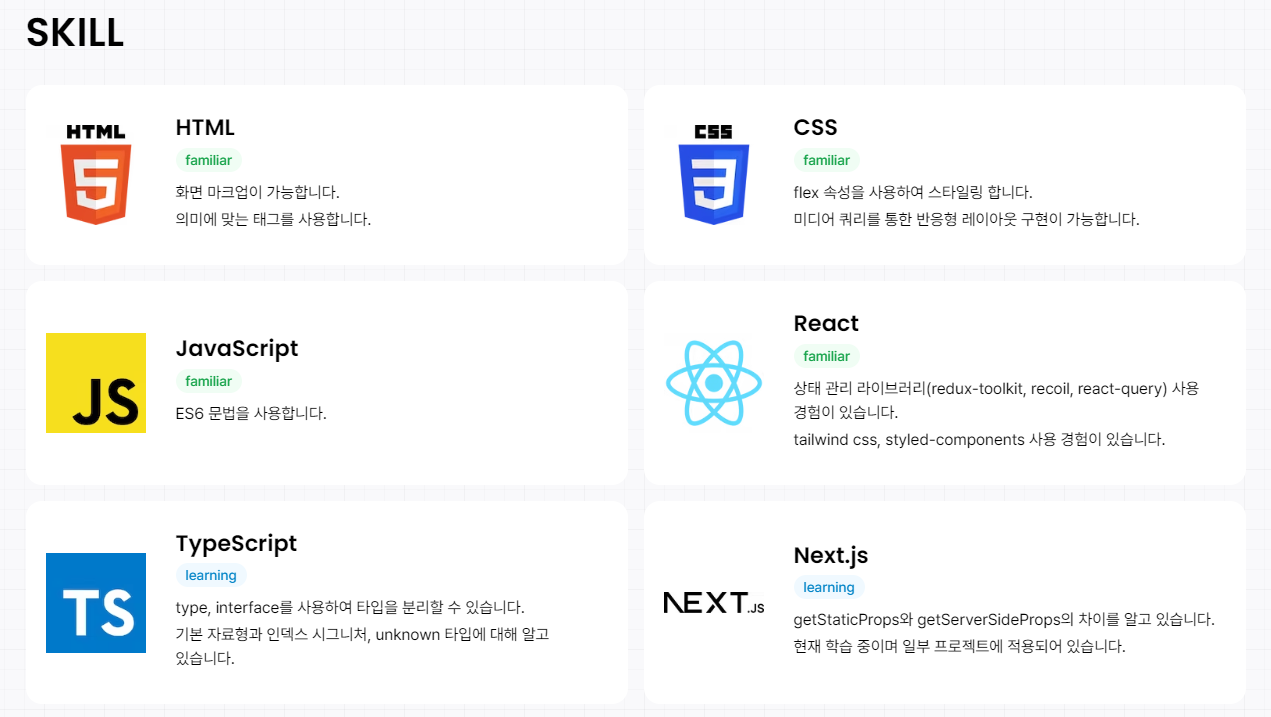 SKILL
HTML
5
HTML
familiar
화면 마크업이 가능합니다.
의미에 맞는 태그를 사용합니다.
CSS
3
CSS
familiar
flex 속성을 사용하여 스타일링 합니다.
미디어 쿼리를 통한 반응형 레이아웃 구현이 가능합니다.
JS
JavaScript
familiar
ES6 문법을 사용합니다.
React
familiar
상태 관리 라이브러리(redux-toolkit, recoil, react-query) 사용
경험이 있습니다.
tailwind css, styled-components 사용 경험이 있습니다.
TS
TypeScript
learning
type, interface를 사용하여 타입을 분리할 수 있습니다.
기본 자료형과 인덱스 시그니처, unknown 타입에 대해 알고
있습니다.
NEXT.JS
Next.js
learning
getStaticProps와 getServerSideProps의 차이를 알고 있습니다.
현재 학습 중이며 일부 프로젝트에 적용되어 있습니다.